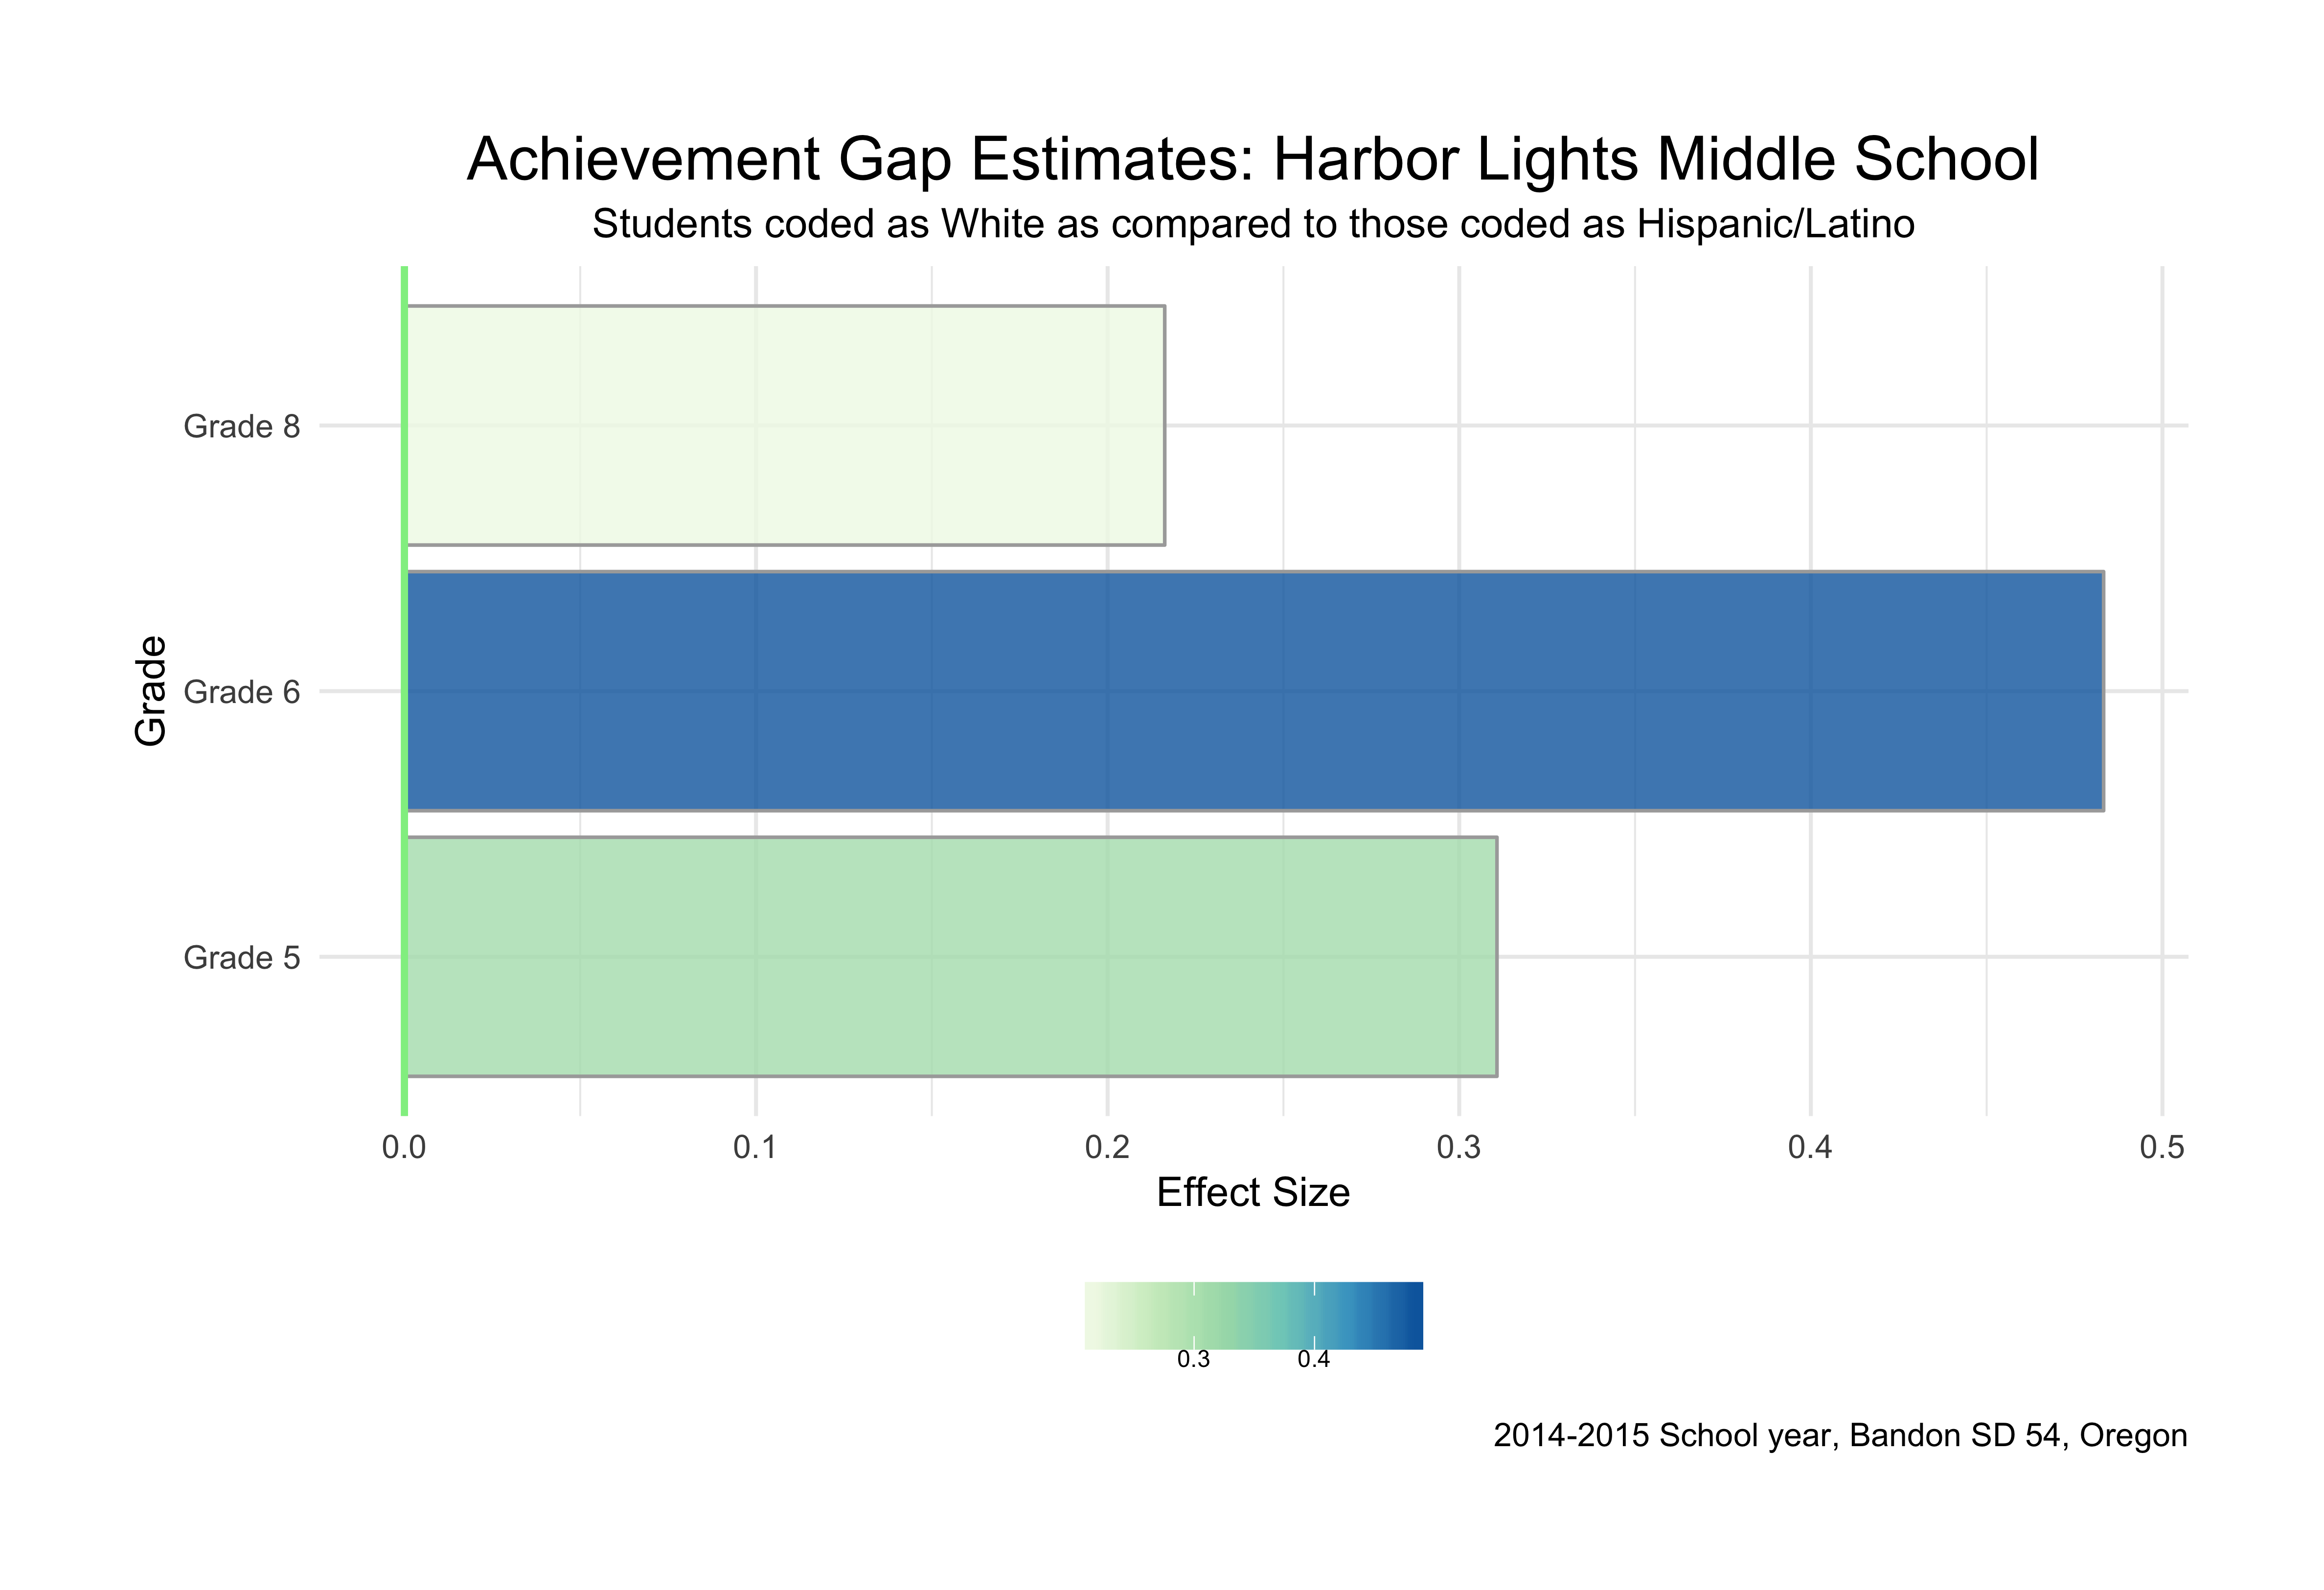 Achievement Gap Estimates: Harbor Lights Middle School
Students coded as White as compared to those coded as Hispanic/Latino
Grade 8
Grade 6
Grade 5
Grade
0.0 0.1 0.2 0.3 0.4 0.5
Effect Size
0.3 0.4
2014-2015 School year, Bandon SD 54, Oregon